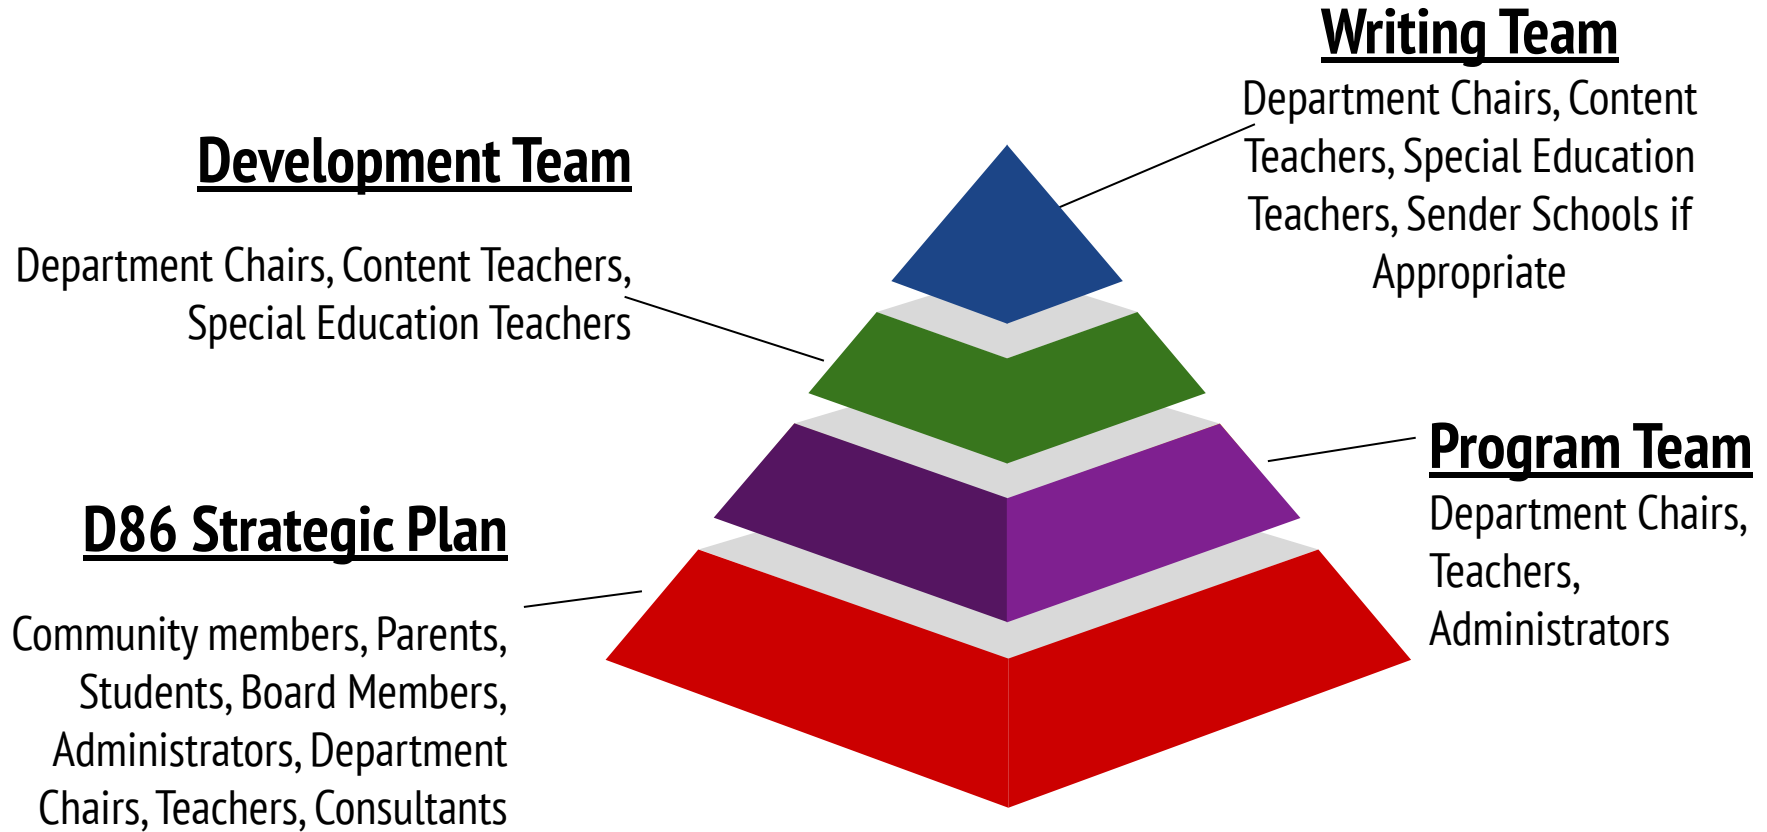 Writing Team
Department Chairs, Content
Teachers, Special Education
Teachers, Sender Schools if
Appropriate
Development Team
Department Chairs, Content Teachers,
Special Education Teachers
Program Team
Department Chairs,
Teachers,
Administrators
D86 Strategic Plan
Community members, Parents,
Students, Board Members,
Administrators, Department
Chairs, Teachers, Consultants